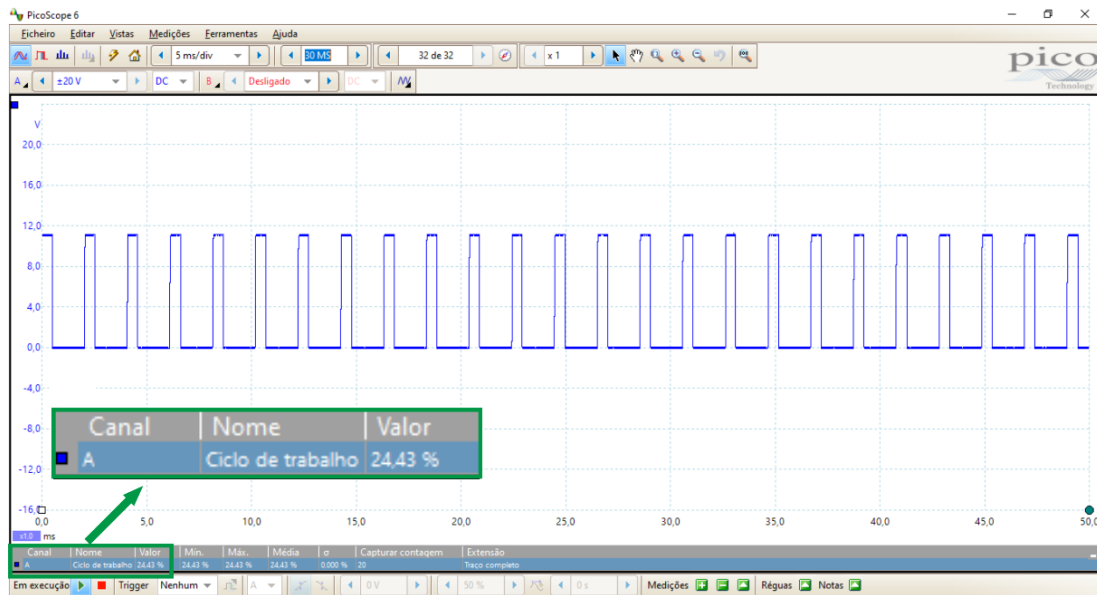 PicoScope 6
Ficheiro Editar Vistas Medições Ferramentas Ajuda
5 ms/div 30 MS 32 de 32 x 1
pico
Technology
A ±20 V DC B Desligado DC
V
20,0
16,0
12,0
8,0
4,0
0,0
-4,0
-8,0
-12,0
-16,0
Canal Nome Valor
A Ciclo de trabalho 24,43 %
0,0 5,0 10,0 15,0 20,0 25,0 30,0 35,0 40,0 45,0 50,0
x1,0 ms
Canal Nome Valor Mín. Máx. Média σ Capturar contagem Extensão
A Ciclo de trabalho 24,43 % 24,43 % 24,43 % 24,43 % 0,000 % 20 Traço completo
Em execução Trigger Nenhum A 0 V 50 % 0 s Medições Réguas Notas